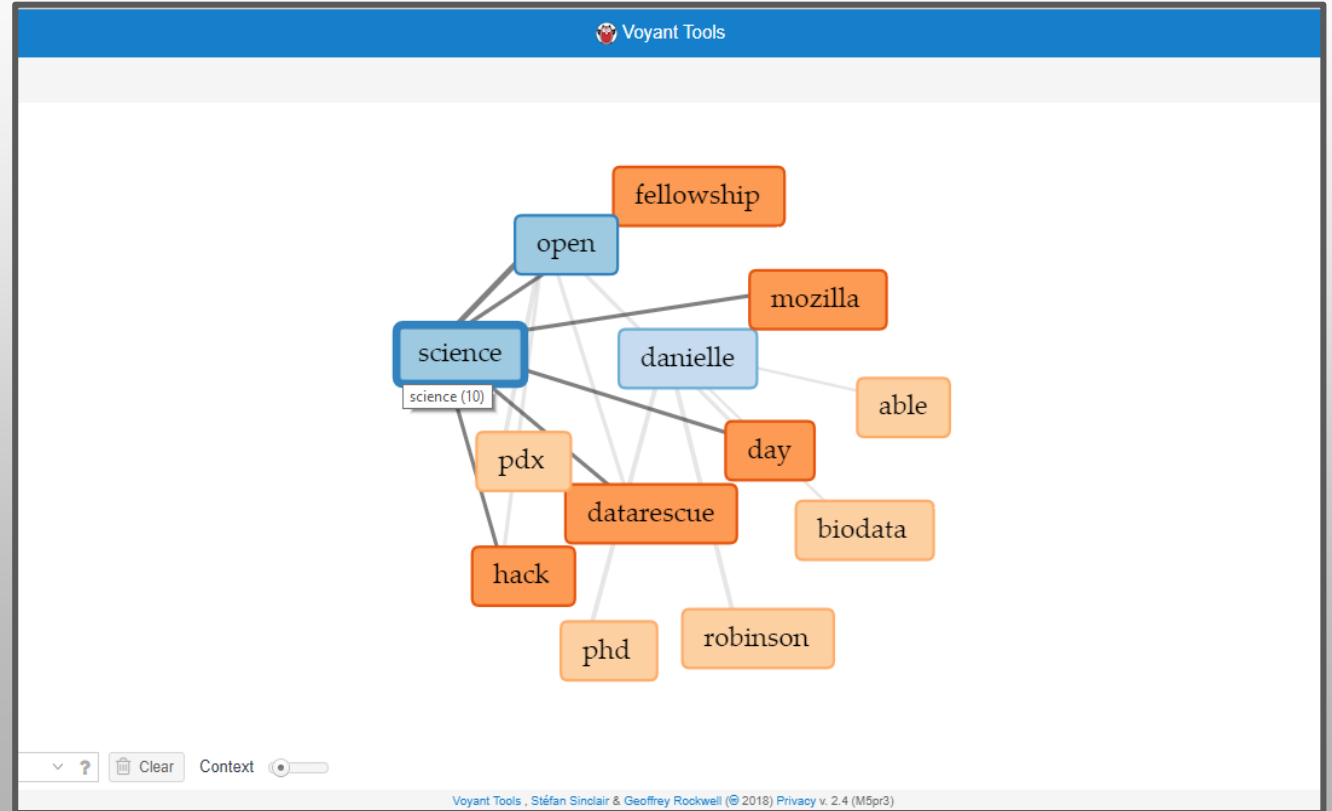 Voyant Tools
fellowship
open
mozilla
science
danielle
science (10)
able
day
pdx
datarescue
biodata
hack
robinson
phd
? Clear Context
Voyant Tools , Stéfan Sinclair & Geoffrey Rockwell (© 2018) Privacy v. 2.4 (M5pr3)